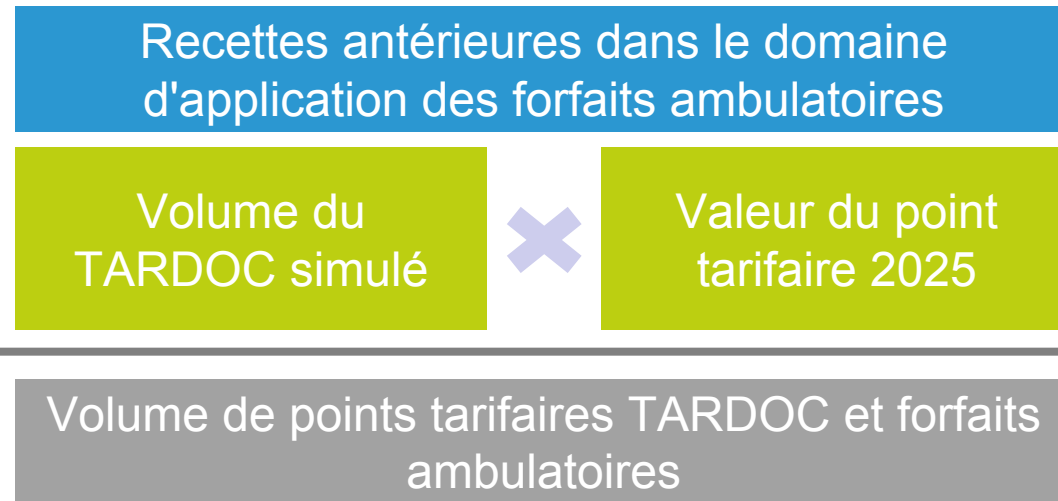 Recettes antérieures dans le domaine
d'application des forfaits ambulatoires
Volume du
TARDOC simulé
Valeur du point
tarifaire 2025
Volume de points tarifaires TARDOC et forfaits
ambulatoires